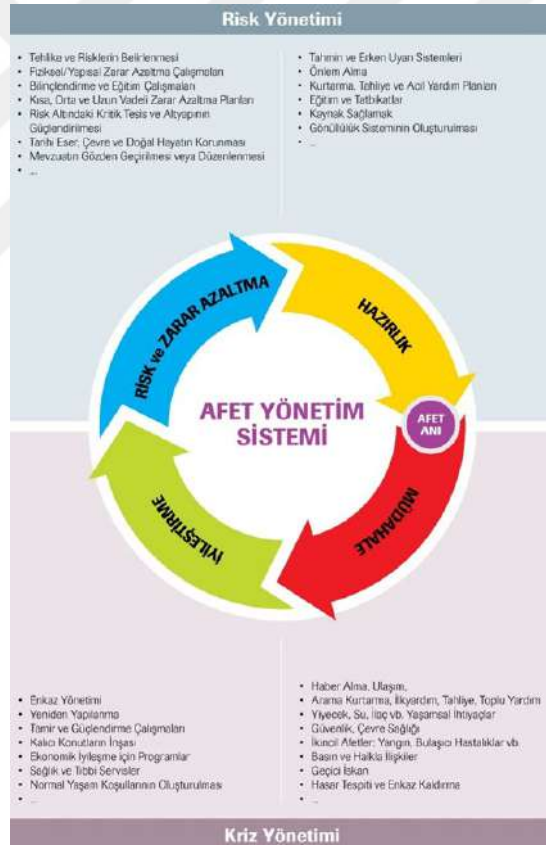 Risk Yönetimi
• Tehlike ve Risklerin Belirlenmesi
• Fiziksel/Yapısal Zarar Azaltma Çalışmaları
• Bilinçlendirme ve Eğitim Çalışmaları
• Kısa, Orta ve Uzun Vadeli Zarar Azaltma Planları
• Risk Altındaki Kritik Tesis ve Altyapının
Güçlendirilmesi
• Tarihi Eser, Çevre ve Doğal Hayatın Korunması
• Mevzuatın Gözden Geçirilmesi veya Düzenlenmesi
• ...
• Tahmin ve Erken Uyarı Sistemleri
• Önlem Alma
• Kurtarma, Tahliye ve Acil Yardım Planları
• Eğitim ve Tatbikatlar
• Kaynak Sağlamak
• Gönüllülük Sisteminin Oluşturulması
• ...
RİSK ve ZARAR AZALTMA
HAZIRLIK
AFET YÖNETİM
SİSTEMİ
AFET
ANI
İYİLEŞTİRME
MÜDAHALE
• Enkaz Yönetimi
• Yeniden Yapılanma
• Tamir ve Güçlendirme Çalışmaları
• Kalıcı Konutların İnşası
• Ekonomik İyileşme için Programlar
• Sağlık ve Tıbbi Servisler
• Normal Yaşam Koşullarının Oluşturulması
• ...
• Haber Alma, Ulaşım,
• Arama Kurtarma, İlkyardım, Tahliye, Toplu Yardım
• Yiyecek, Su, İlaç vb. Yaşamsal İhtiyaçlar
• Güvenlik, Çevre Sağlığı
• İkincil Afetler: Yangın, Bulaşıcı Hastalıklar vb.
• Basın ve Halkla İlişkiler
• Geçici İskan
• Hasar Tespiti ve Enkaz Kaldırma
• ...
Kriz Yönetimi